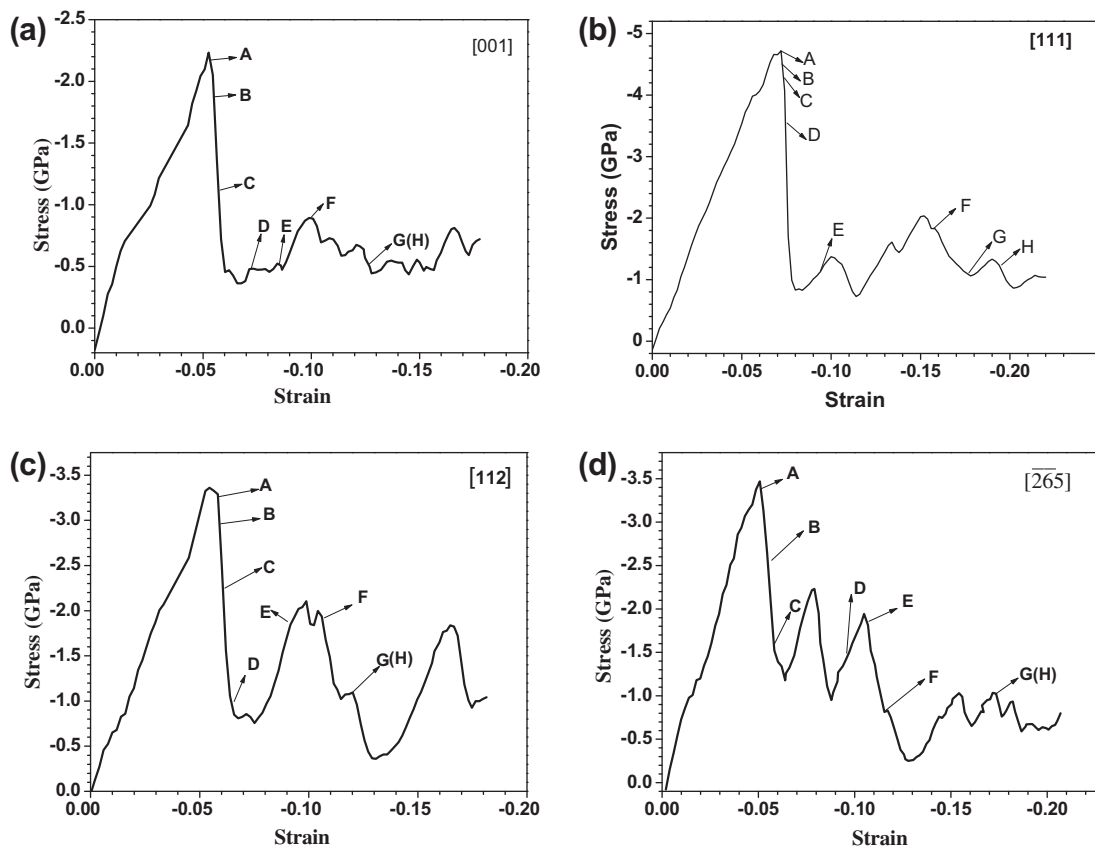 (a)
[001]
Stress (GPa)
-2.5
-2.0
-1.5
-1.0
-0.5
0.0
A
B
C
D
E
F
G(H)
0.00
-0.05
-0.10
-0.15
-0.20
Strain
(b)
[111]
Stress (GPa)
-5
-4
-3
-2
-1
0
A
B
C
D
E
F
G
H
0.00
-0.05
-0.10
-0.15
-0.20
Strain
(c)
[112]
Stress (GPa)
-3.5
-3.0
-2.5
-2.0
-1.5
-1.0
-0.5
0.0
A
B
C
D
E
F
G(H)
0.00
-0.05
-0.10
-0.15
-0.20
Strain
(d)
[2̅6̅5]
Stress (GPa)
-3.5
-3.0
-2.5
-2.0
-1.5
-1.0
-0.5
0.0
A
B
C
D
E
F
G(H)
0.00
-0.05
-0.10
-0.15
-0.20
Strain